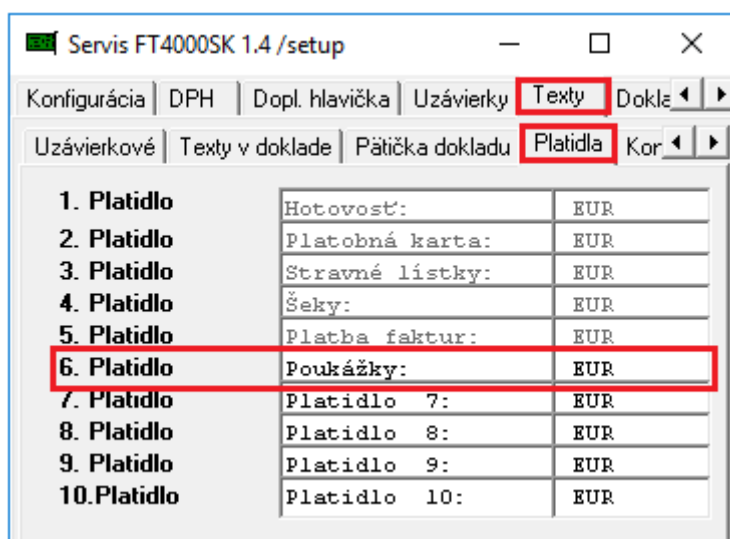 Servis FT4000SK 1.4 /setup
Konfigurácia DPH Dopl. hlavička Uzávierky Texty Dokla
Uzávierkové Texty v doklade Pätička dokladu Platidla Kor
1. Platidlo Hotovosť: EUR
2. Platidlo Platobná karta: EUR
3. Platidlo Stravné lístky: EUR
4. Platidlo Šeky: EUR
5. Platidlo Platba faktur: EUR
6. Platidlo Poukážky: EUR
7. Platidlo Platidlo 7: EUR
8. Platidlo Platidlo 8: EUR
9. Platidlo Platidlo 9: EUR
10.Platidlo Platidlo 10: EUR